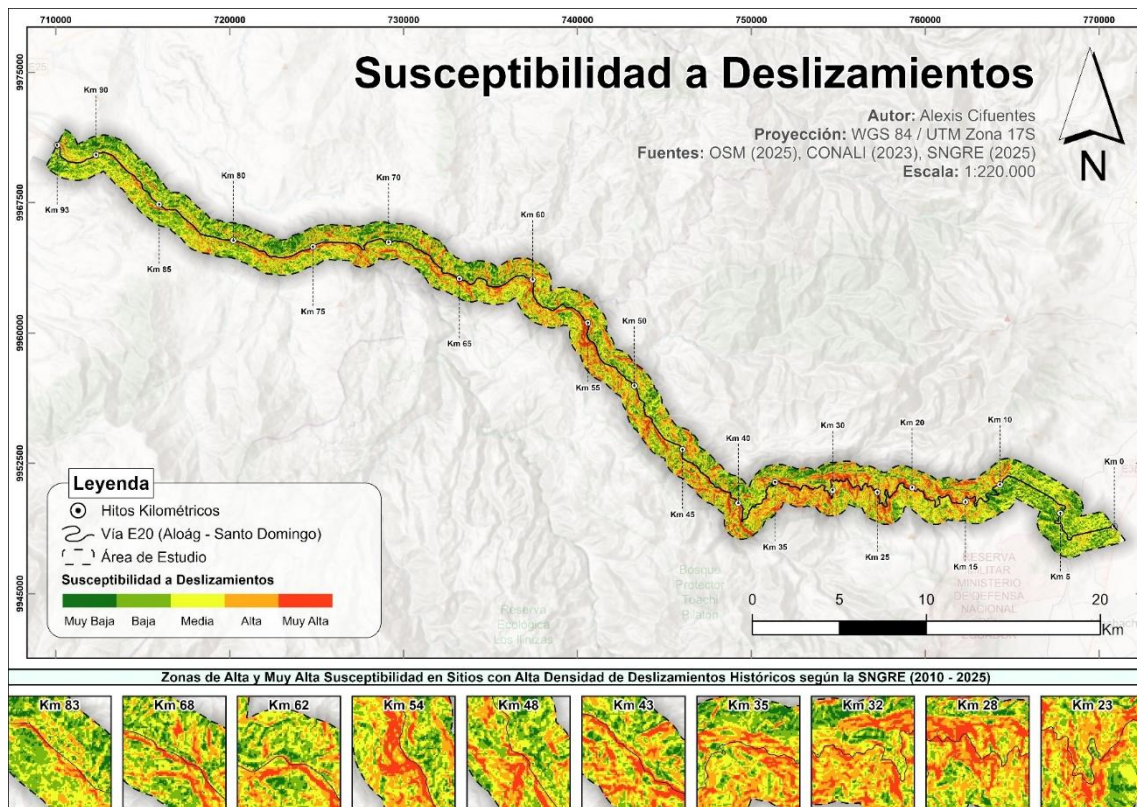 710000 720000 730000 740000 750000 760000 770000
9975000
9967500
9960000
9952500
9945000
Susceptibilidad a Deslizamientos
Autor: Alexis Cifuentes
Proyección: WGS 84 / UTM Zona 17S
Fuentes: OSM (2025), CONALI (2023), SNGRE (2025)
Escala: 1:220.000
N
E25
Km 90
Km 93
Km 85
Km 80
Km 75
Km 70
Km 65
Km 60
Km 55
Km 50
Km 45
Km 40
Km 35
Km 30
Km 25
Km 20
Km 15
Km 10
Km 5
Km 0
Bosque
Protector
Toachi
Reserva
Ecológica
Los Ilinizas
RESERVA
MILITAR
MINISTERIO
DE DEFENSA
NACIONAL
Leyenda
Hitos Kilométricos
Vía E20 (Aloág - Santo Domingo)
Área de Estudio
Susceptibilidad a Deslizamientos
Muy Baja Baja Media Alta Muy Alta
0 5 10 20
Km
Zonas de Alta y Muy Alta Susceptibilidad en Sitios con Alta Densidad de Deslizamientos Históricos según la SNGRE (2010 - 2025)
Km 83 Km 68 Km 62 Km 54 Km 48 Km 43 Km 35 Km 32 Km 28 Km 23